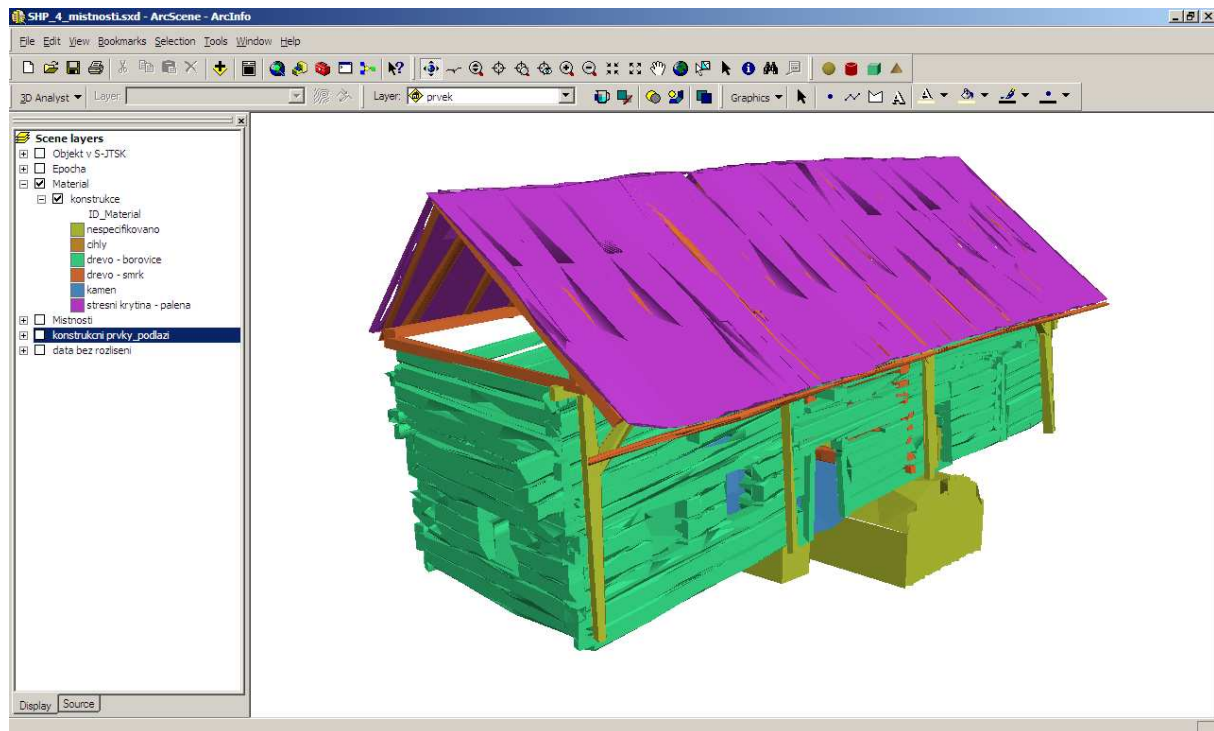 SHP_4_mistnosti.sxd - ArcScene - ArcInfo
File Edit View Bookmarks Selection Tools Window Help
3D Analyst Layer: Layer: prvek Graphics
Scene layers
Objekt v S-JTSK
Epocha
Material
konstrukce
ID_Material
nespecifikovano
cihly
drevo - borovice
drevo - smrk
kamen
stresni krytina - palena
Mistnosti
konstrukcni prvky_podlazi
data bez rozliseni
Display Source